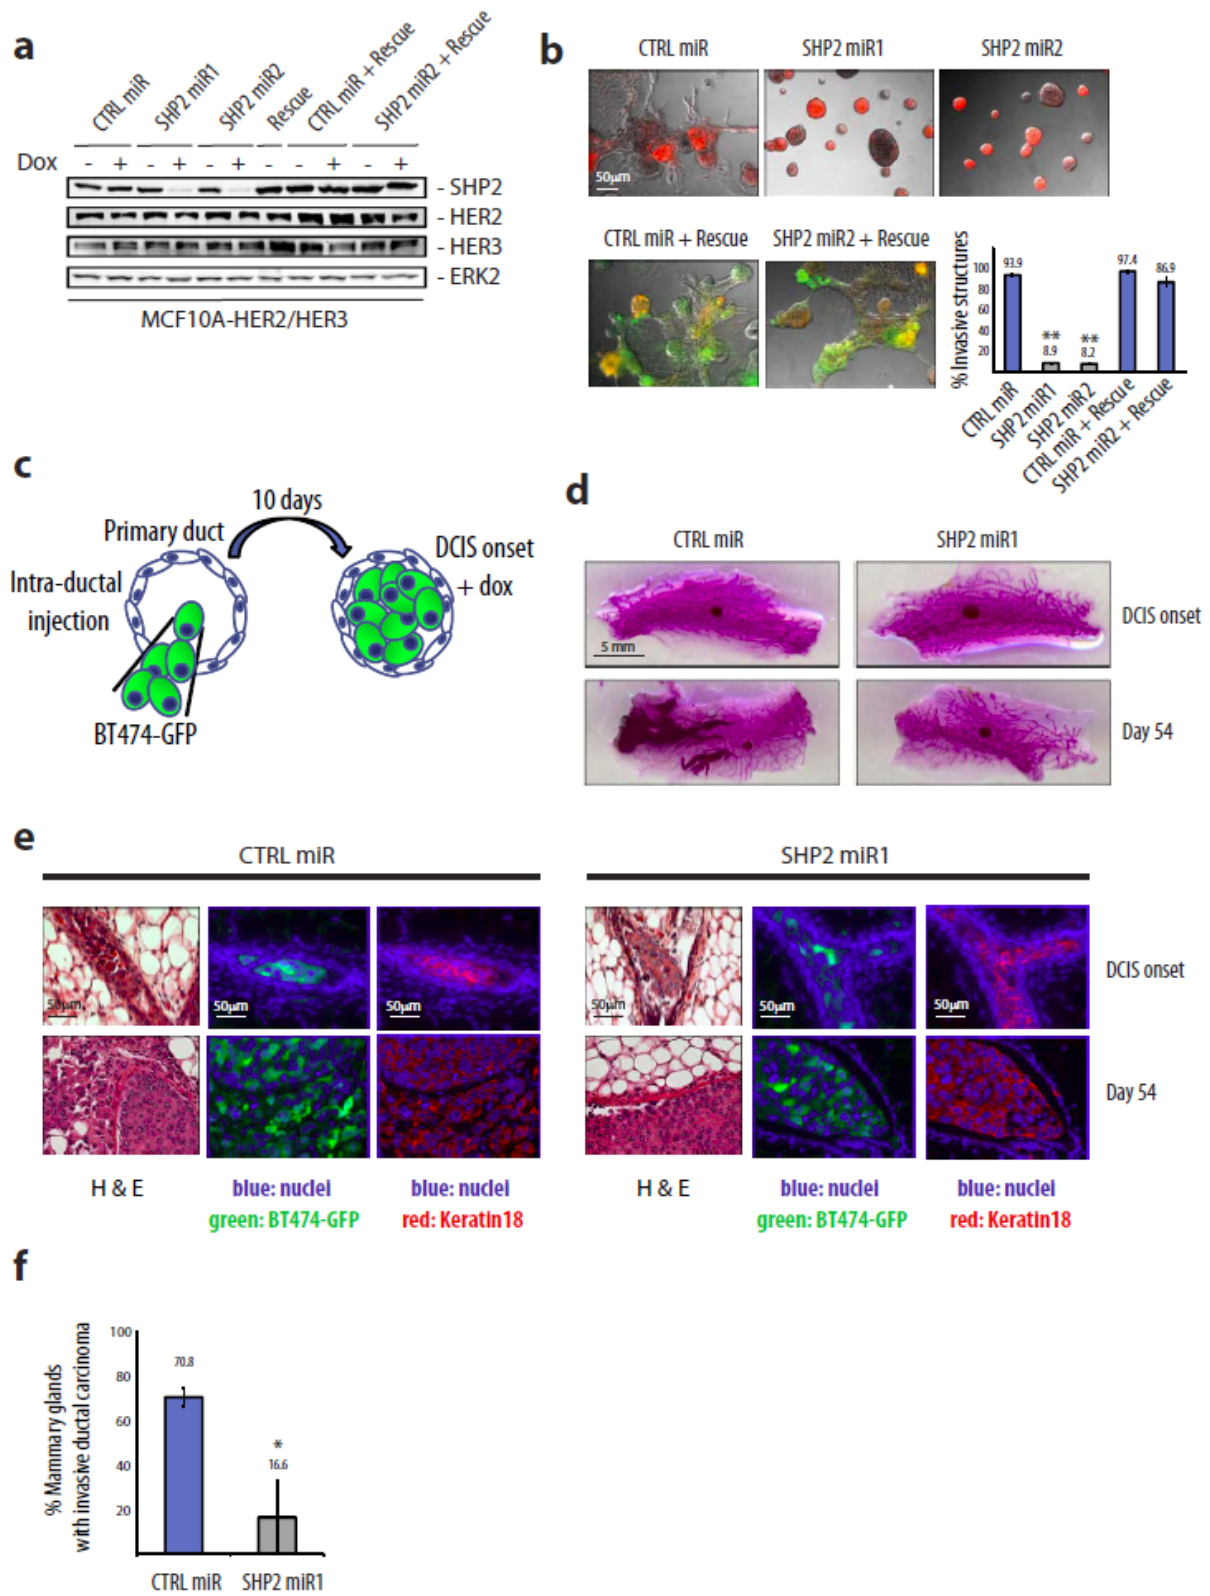 a
CTRL miR
SHP2 miR1
SHP2 miR2
Rescue
CTRL miR + Rescue
SHP2 miR2 + Rescue
Dox - + - + - + - - + - +
- SHP2
- HER2
- HER3
- ERK2
MCF10A-HER2/HER3
b
CTRL miR SHP2 miR1 SHP2 miR2
50µm
CTRL miR + Rescue SHP2 miR2 + Rescue
% Invasive structures
100
80
60
40
20
93.9
**
8.9
**
8.2
97.4
86.9
CTRL miR
SHP2 miR1
SHP2 miR2
CTRL miR + Rescue
SHP2 miR2 + Rescue
c
10 days
Primary duct
Intra-ductal
injection
BT474-GFP
DCIS onset
+ dox
d
CTRL miR SHP2 miR1
DCIS onset
5 mm
Day 54
e
CTRL miR SHP2 miR1
50µm 50µm 50µm 50µm 50µm 50µm
DCIS onset
Day 54
H & E blue: nuclei blue: nuclei H & E blue: nuclei blue: nuclei
green: BT474-GFP red: Keratin18 green: BT474-GFP red: Keratin18
f
% Mammary glands
with invasive ductal carcinoma
100
80
60
40
20
70.8
*
16.6
CTRL miR SHP2 miR1